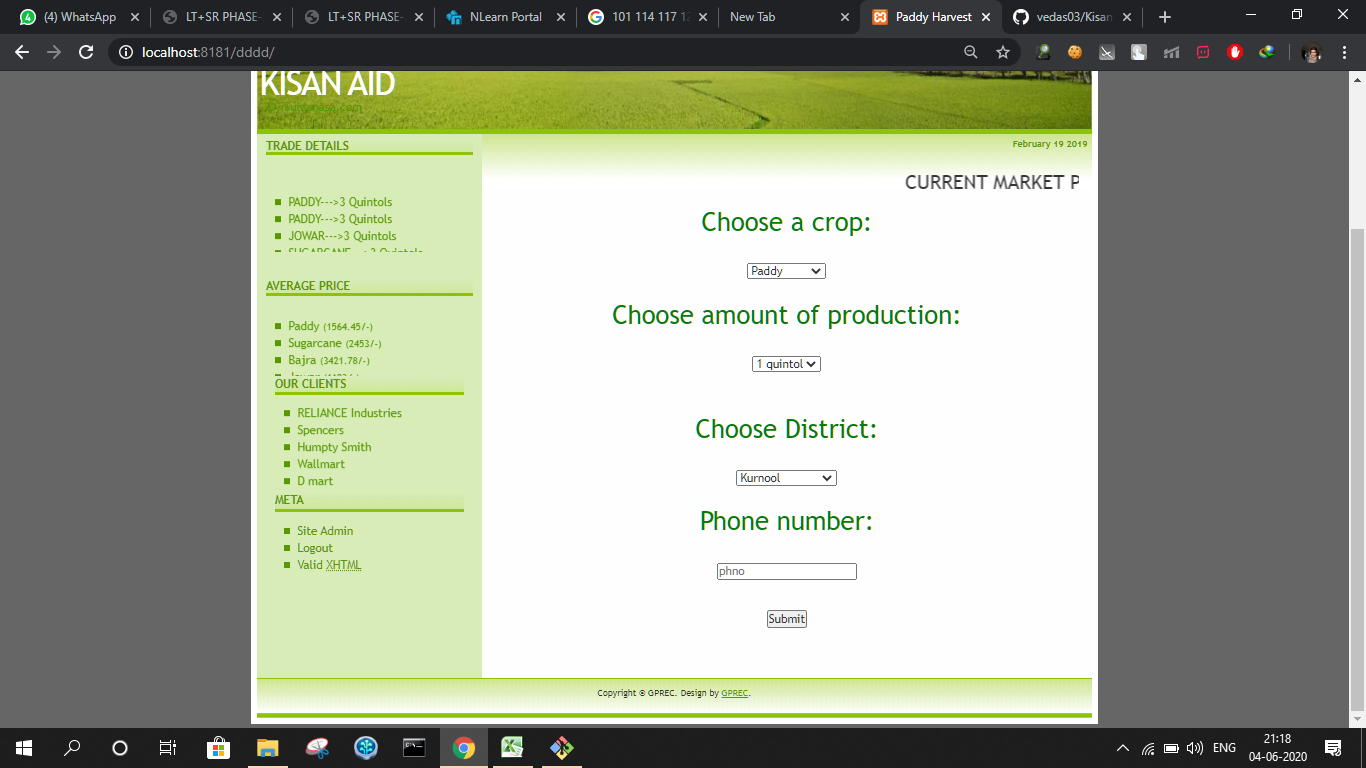 (4) WhatsApp
LT+SR PHASE-
LT+SR PHASE-
NLearn Portal
101 114 117 12
New Tab
Paddy Harvest
vedas03/Kisan
localhost:8181/dddd/
KISAN AID
TRADE DETAILS
PADDY--->3 Quintols
PADDY--->3 Quintols
JOWAR--->3 Quintols
SUGARCANE--->3 Quintols
AVERAGE PRICE
Paddy (1564.45/-)
Sugarcane (2453/-)
Bajra (3421.78/-)
OUR CLIENTS
RELIANCE Industries
Spencers
Humpty Smith
Wallmart
D mart
META
Site Admin
Logout
Valid XHTML
February 19 2019
CURRENT MARKET P
Choose a crop:
Paddy
Choose amount of production:
1 quintol
Choose District:
Kurnool
Phone number:
phno
Submit
Copyright © GPREC. Design by GPREC.
ENG
21:18
04-06-2020